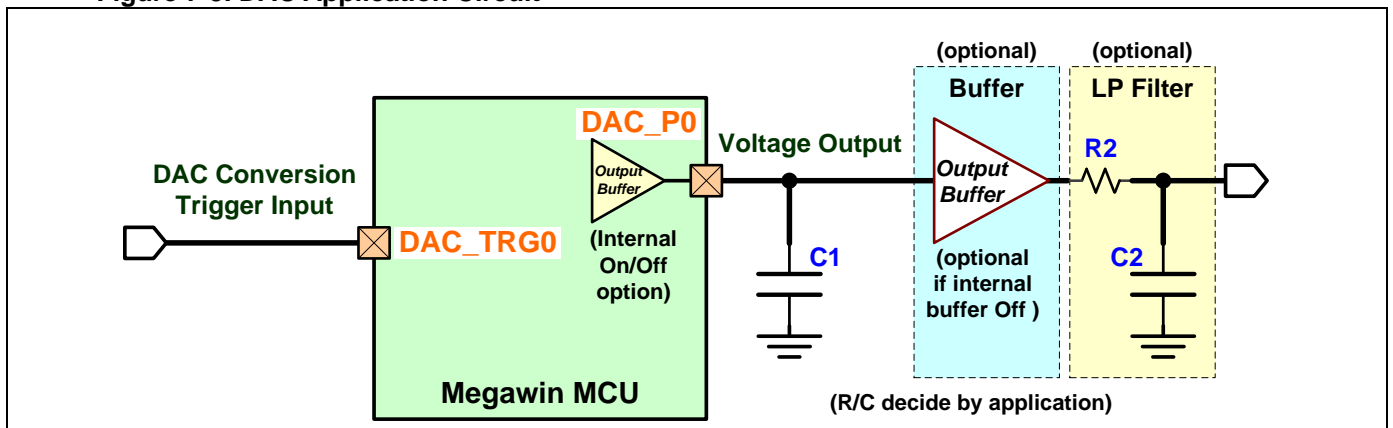 (optional)
(optional)
Buffer
LP Filter
DAC_P0
Voltage Output
R2
DAC Conversion
Trigger Input
Output
Buffer
Output
Buffer
DAC_TRG0
(Internal
On/Off
option)
C1
(optional
if internal
buffer Off )
C2
Megawin MCU
(R/C decide by application)